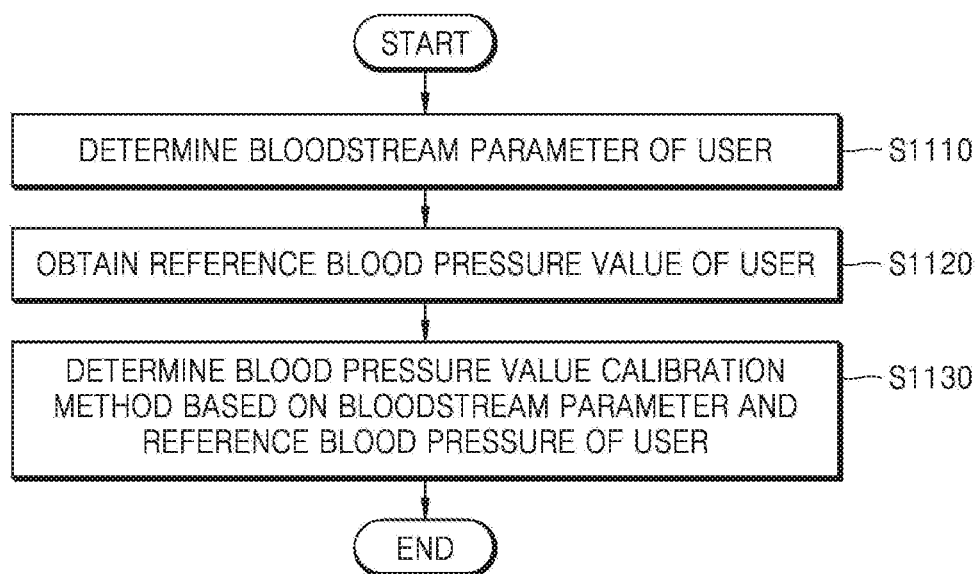 START
DETERMINE BLOODSTREAM PARAMETER OF USER
S1110
OBTAIN REFERENCE BLOOD PRESSURE VALUE OF USER
S1120
DETERMINE BLOOD PRESSURE VALUE CALIBRATION
METHOD BASED ON BLOODSTREAM PARAMETER AND
REFERENCE BLOOD PRESSURE OF USER
S1130
END